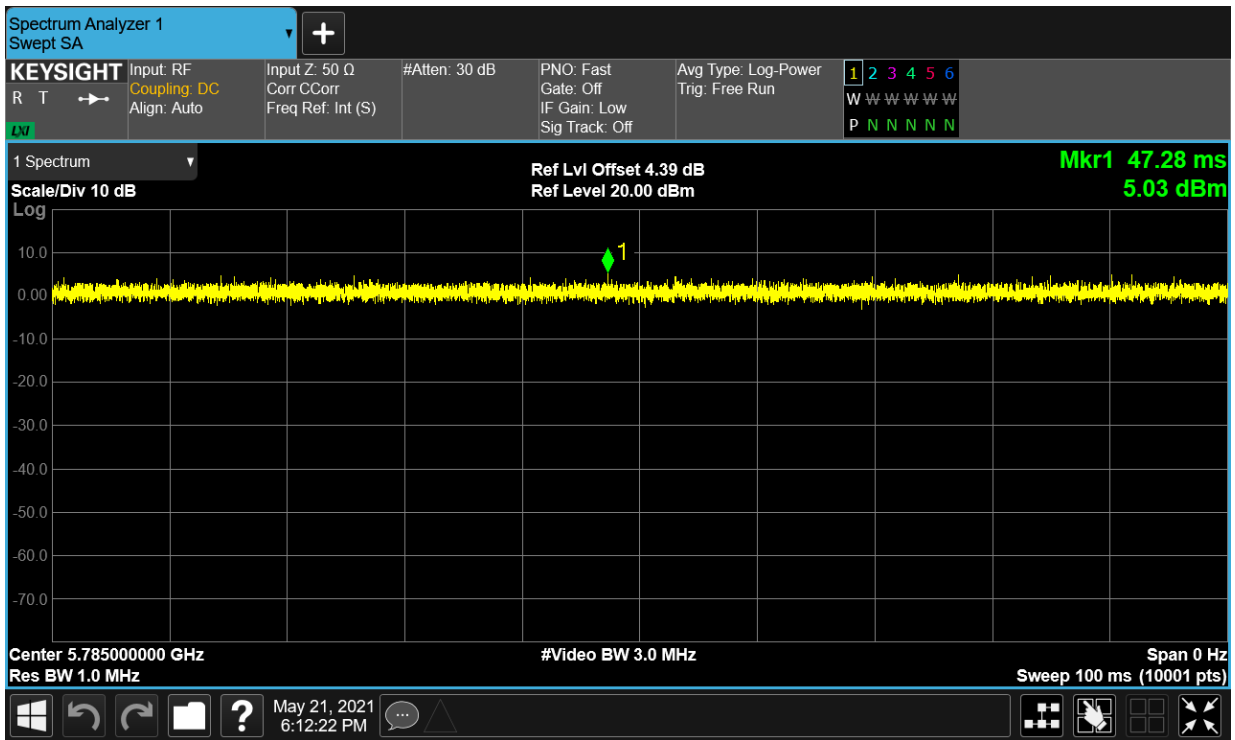 Spectrum Analyzer 1
Swept SA
KEYSIGHT
R T
LXI
Input: RF
Coupling: DC
Align: Auto
Input Z: 50 Ω
Corr CCorr
Freq Ref: Int (S)
#Atten: 30 dB
PNO: Fast
Gate: Off
IF Gain: Low
Sig Track: Off
Avg Type: Log-Power
Trig: Free Run
1 2 3 4 5 6
W W W W W W
P N N N N N
1 Spectrum
Scale/Div 10 dB
Ref Lvl Offset 4.39 dB
Ref Level 20.00 dBm
Mkr1 47.28 ms
5.03 dBm
Log
1
10.0
0.00
-10.0
-20.0
-30.0
-40.0
-50.0
-60.0
-70.0
Center 5.785000000 GHz
Res BW 1.0 MHz
#Video BW 3.0 MHz
Span 0 Hz
Sweep 100 ms (10001 pts)
?
May 21, 2021
6:12:22 PM